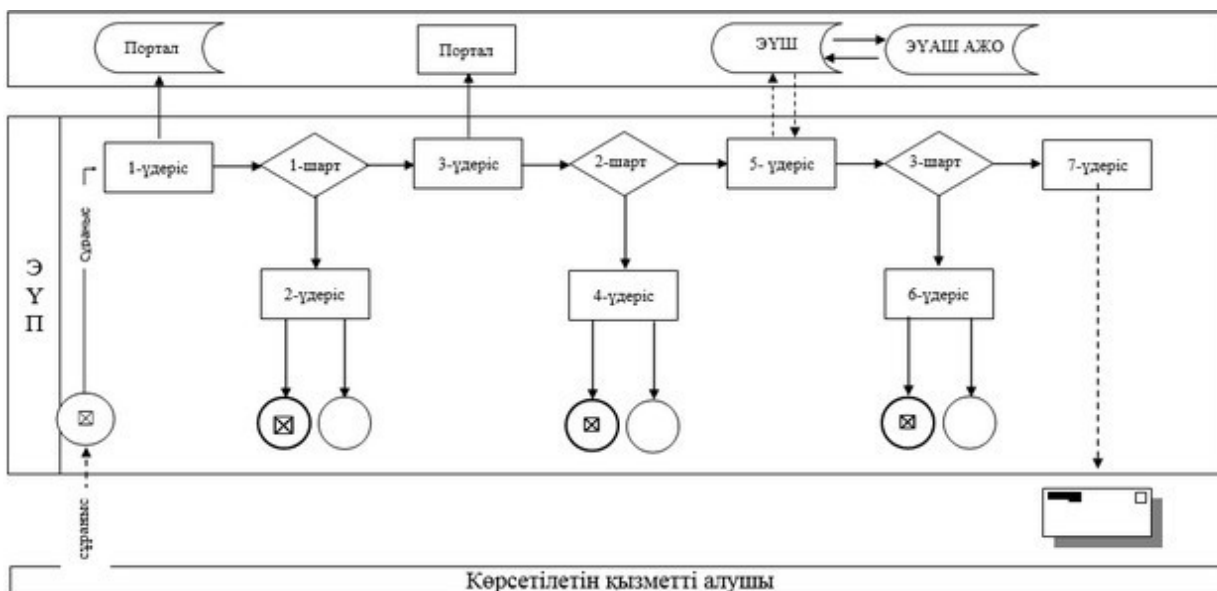 Портал
Портал
ЭҮШ
ЭҮАШ АЖО
1-үдеріс
1-шарт
3-үдеріс
2-шарт
5- үдеріс
3-шарт
7-үдеріс
сұраныс
Э
Ү
П
2-үдеріс
4-үдеріс
6-үдеріс
сұраныс
Көрсетілетін қызметті алушы